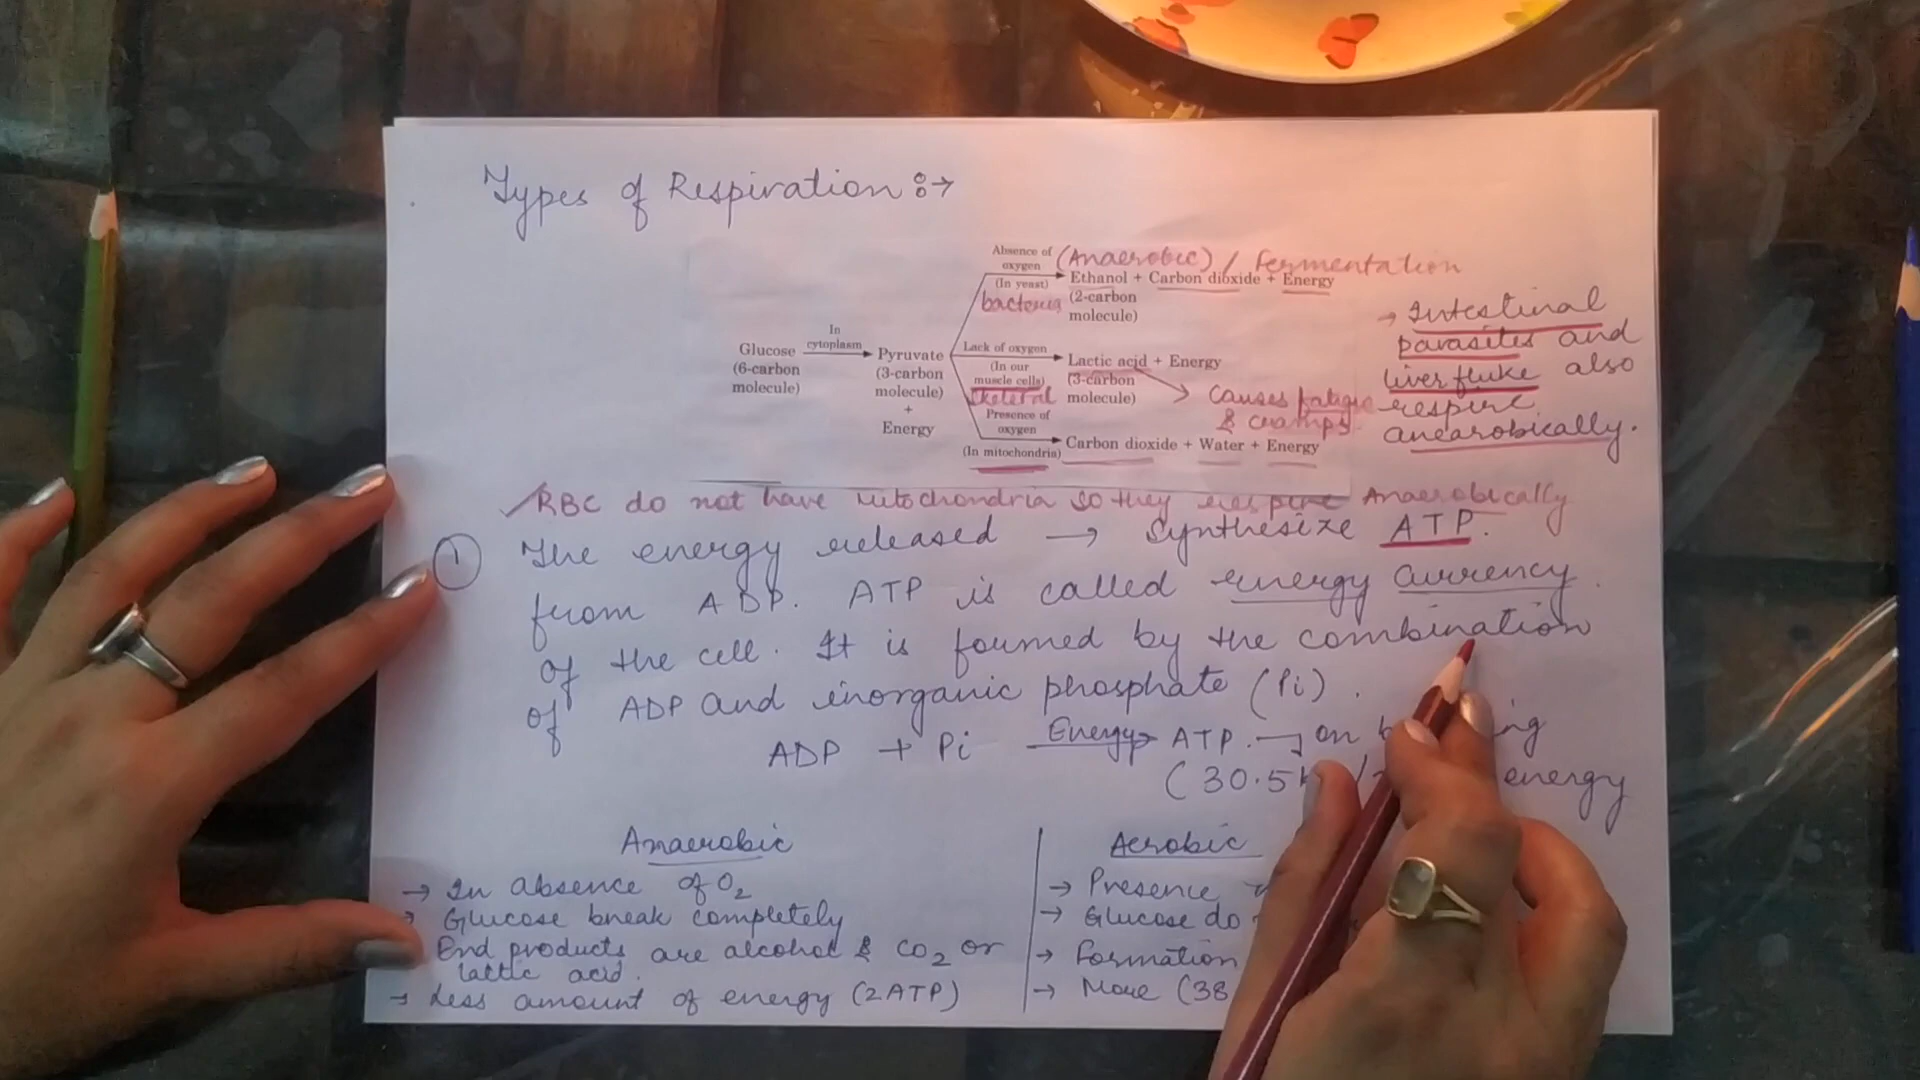 Types of Respiration :→
Absence of
oxygen (Anaerobic) / Fermentation
(In yeast) Ethanol + Carbon dioxide + Energy
bacteria (2-carbon
molecule)
Glucose In cytoplasm Pyruvate
(6-carbon
molecule)
(3-carbon
molecule)
+
Energy
Lack of oxygen Lactic acid + Energy
(In our
muscle cells) (3-carbon
skeletal molecule)
causes fatigue
& cramps.
Presence of
oxygen
(In mitochondria) Carbon dioxide + Water + Energy
→ Intestinal
parasites and
liver fluke also
respire
anearobically.
RBC do not have mitochondria so they respire Anaerobically
1 The energy released → Synthesize ATP.
from ADP. ATP is called energy currency.
of the cell. It is formed by the combination
of ADP and inorganic phosphate (Pi).
ADP + Pi Energy ATP. on
(30.5 energy
Anaerobic
→ In absence of O2
→ Glucose break completely
End products are alcohol & CO2 or
lattic acid.
→ Less amount of energy (2ATP)
Aerobic
→ Presence
→ Glucose do
→ Formation
→ More (38